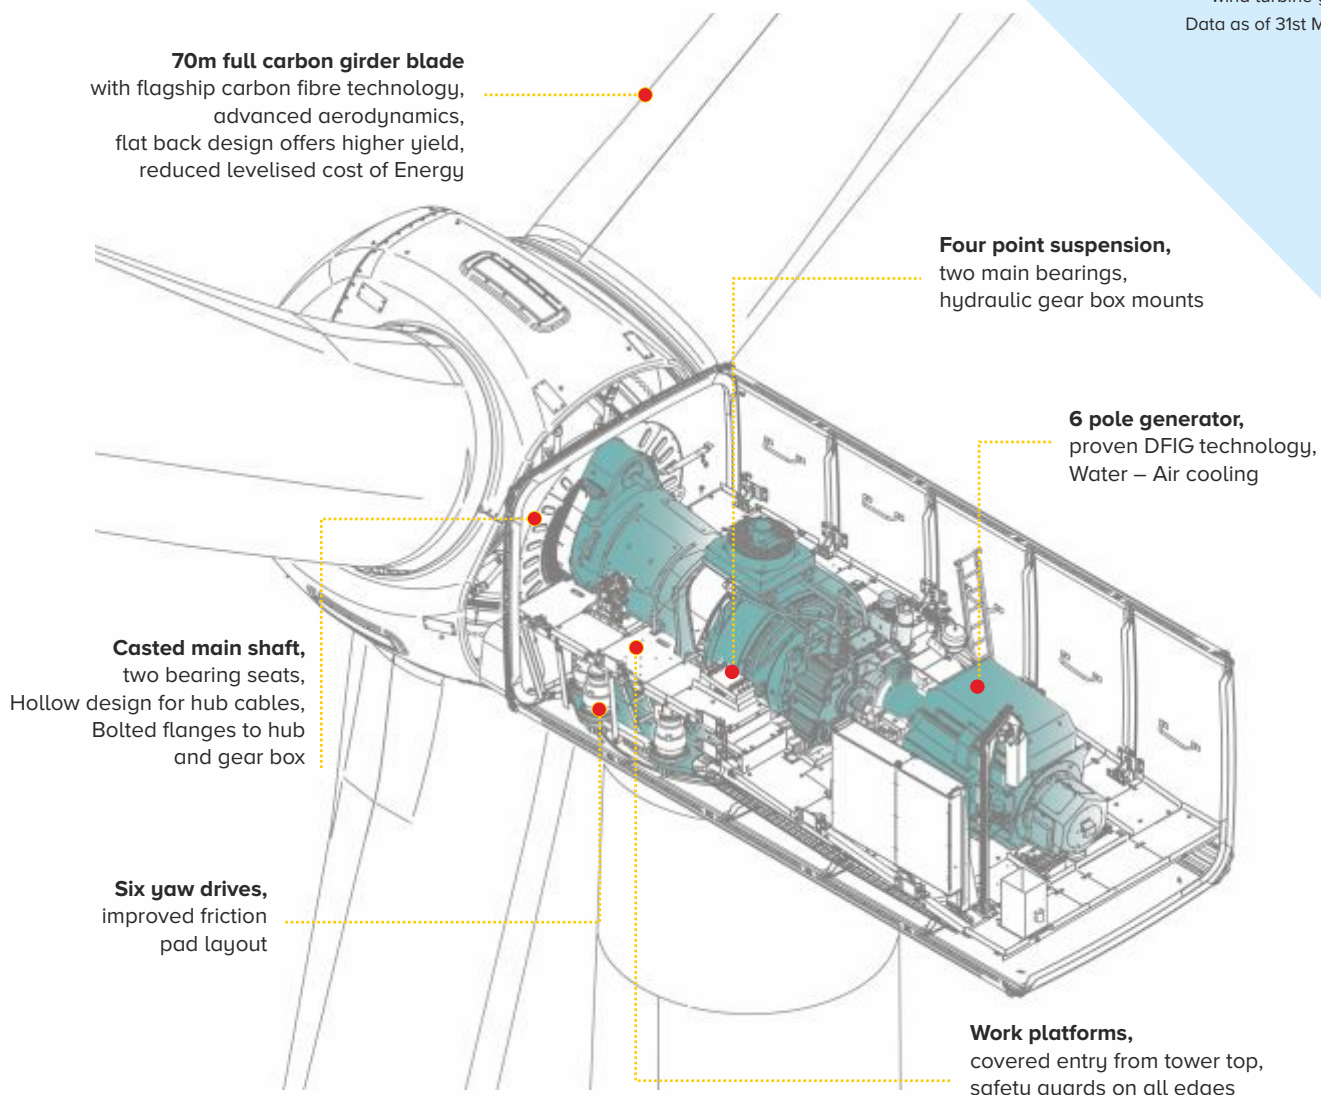 wind turbine
Data as of 31st
70m full carbon girder blade
with flagship carbon fibre technology,
advanced aerodynamics,
flat back design offers higher yield,
reduced levelised cost of Energy
Four point suspension,
two main bearings,
hydraulic gear box mounts
6 pole generator,
proven DFIG technology,
Water – Air cooling
Casted main shaft,
two bearing seats,
Hollow design for hub cables,
Bolted flanges to hub
and gear box
Six yaw drives,
improved friction
pad layout
Work platforms,
covered entry from tower top,
safety guards on all edges